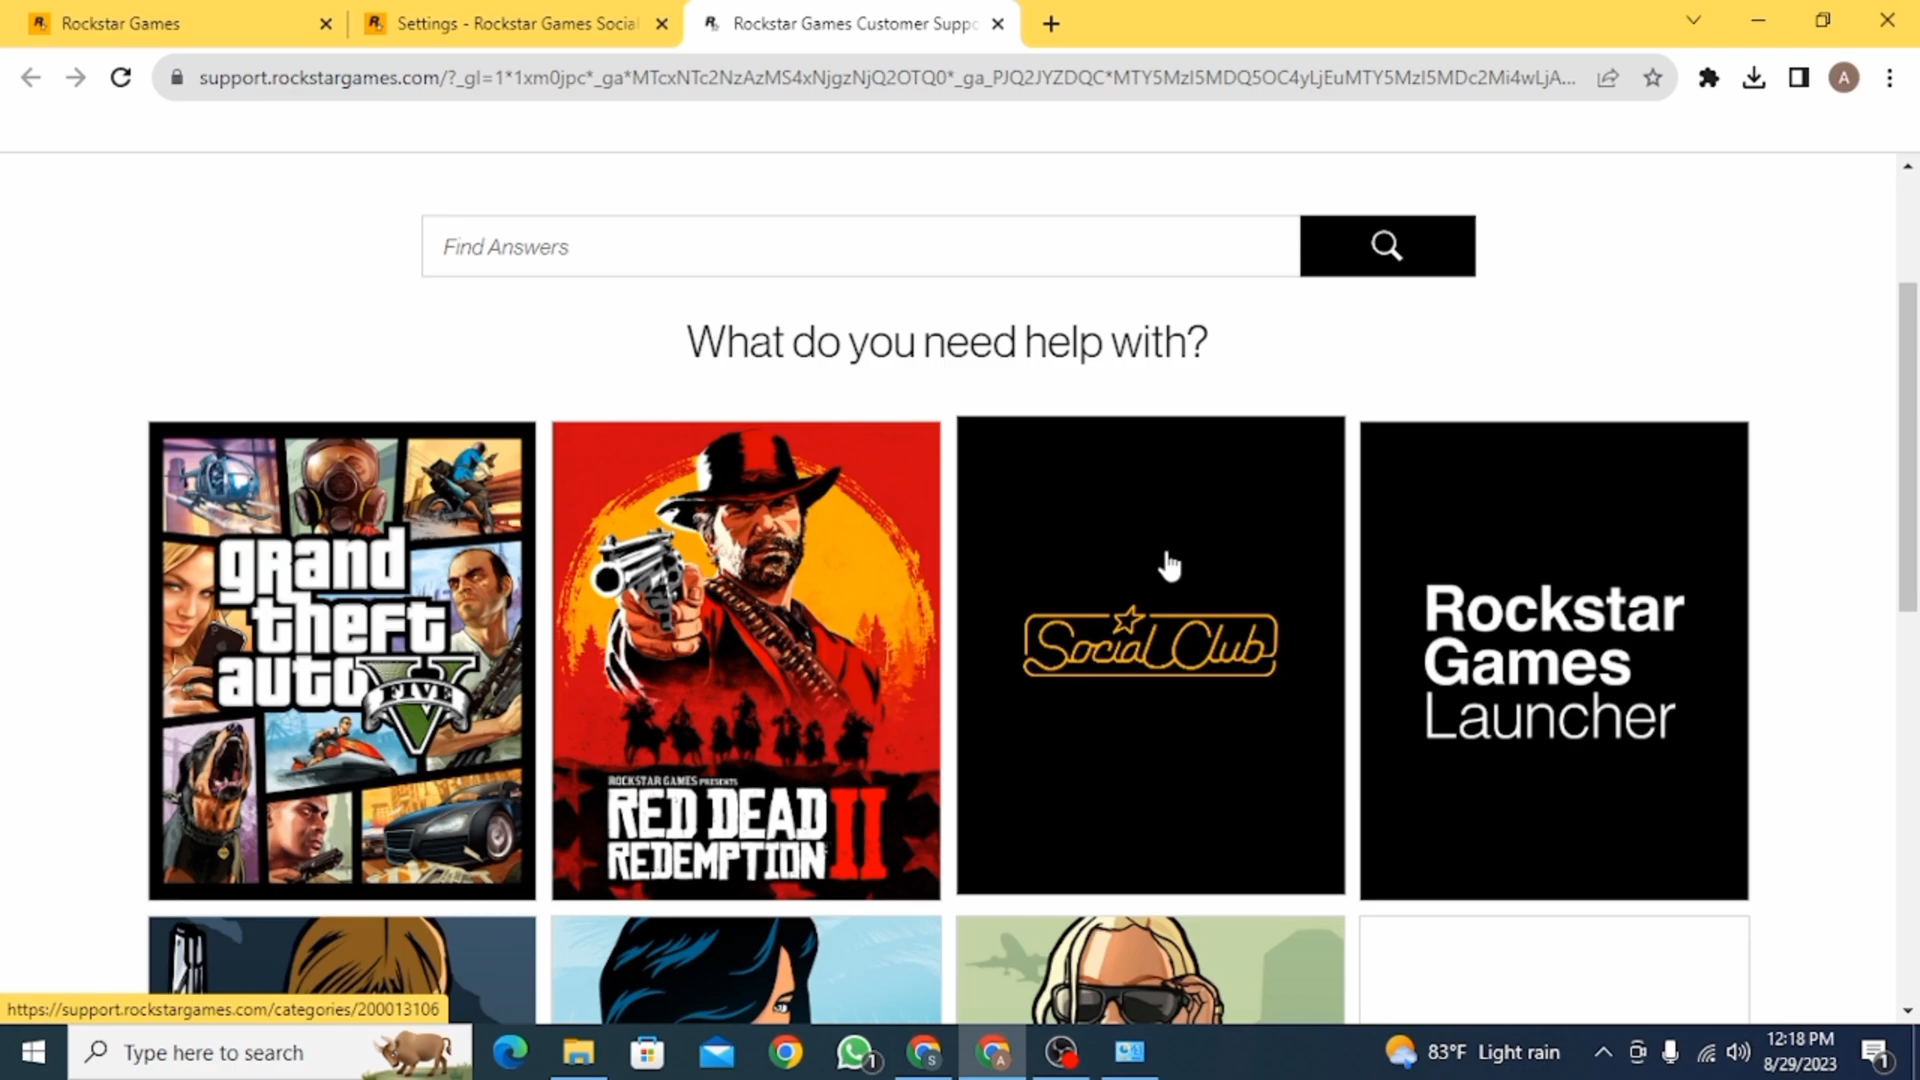 Rockstar Games
Settings - Rockstar Games Social
Rockstar Games Customer Suppo
support.rockstargames.com/?_gl=1*1xm0jpc*_ga*MTcxNTc2NzAzMS4xNjgzNjQ2OTQ0*_ga_PJQ2JYZDQC*MTY5MzI5MDQ5OC4yLjEuMTY5MzI5MDc2Mi4wLjA...
A
Find Answers
What do you need help with?
grand
theft
auto
FIVE
V
ROCKSTAR GAMES PRESENTS
RED DEAD
REDEMPTION II
Social Club
Rockstar
Games
Launcher
https://support.rockstargames.com/categories/200013106
Type here to search
1
S
A
83°F Light rain
12:18 PM
8/29/2023
1